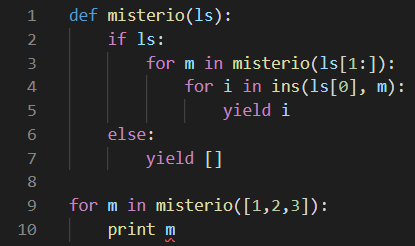 1 def misterio(ls):
2     if ls:
3         for m in misterio(ls[1:]):
4             for i in ins(ls[0], m):
5                 yield i
6     else:
7         yield []
8
9 for m in misterio([1,2,3]):
10     print m